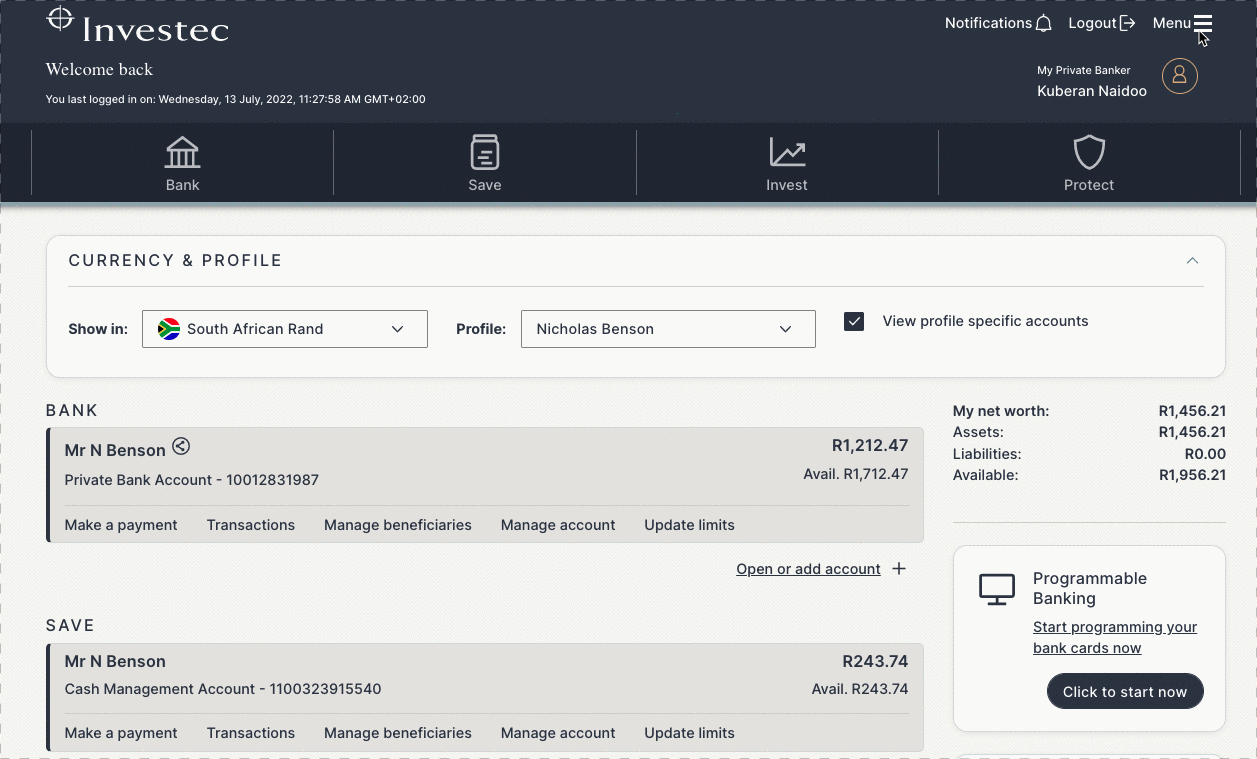 Investec
Notifications Logout Menu
Welcome back
You last logged in on: Wednesday, 13 July, 2022, 11:27:58 AM GMT+02:00
My Private Banker
Kuberan Naidoo
Bank Save Invest Protect
CURRENCY & PROFILE
Show in: South African Rand Profile: Nicholas Benson View profile specific accounts
BANK
Mr N Benson R1,212.47
Private Bank Account - 10012831987 Avail. R1,712.47
Make a payment Transactions Manage beneficiaries Manage account Update limits
Open or add account +
SAVE
Mr N Benson R243.74
Cash Management Account - 1100323915540 Avail. R243.74
Make a payment Transactions Manage beneficiaries Manage account Update limits
My net worth: R1,456.21
Assets: R1,456.21
Liabilities: R0.00
Available: R1,956.21
Programmable
Banking
Start programming your
bank cards now
Click to start now